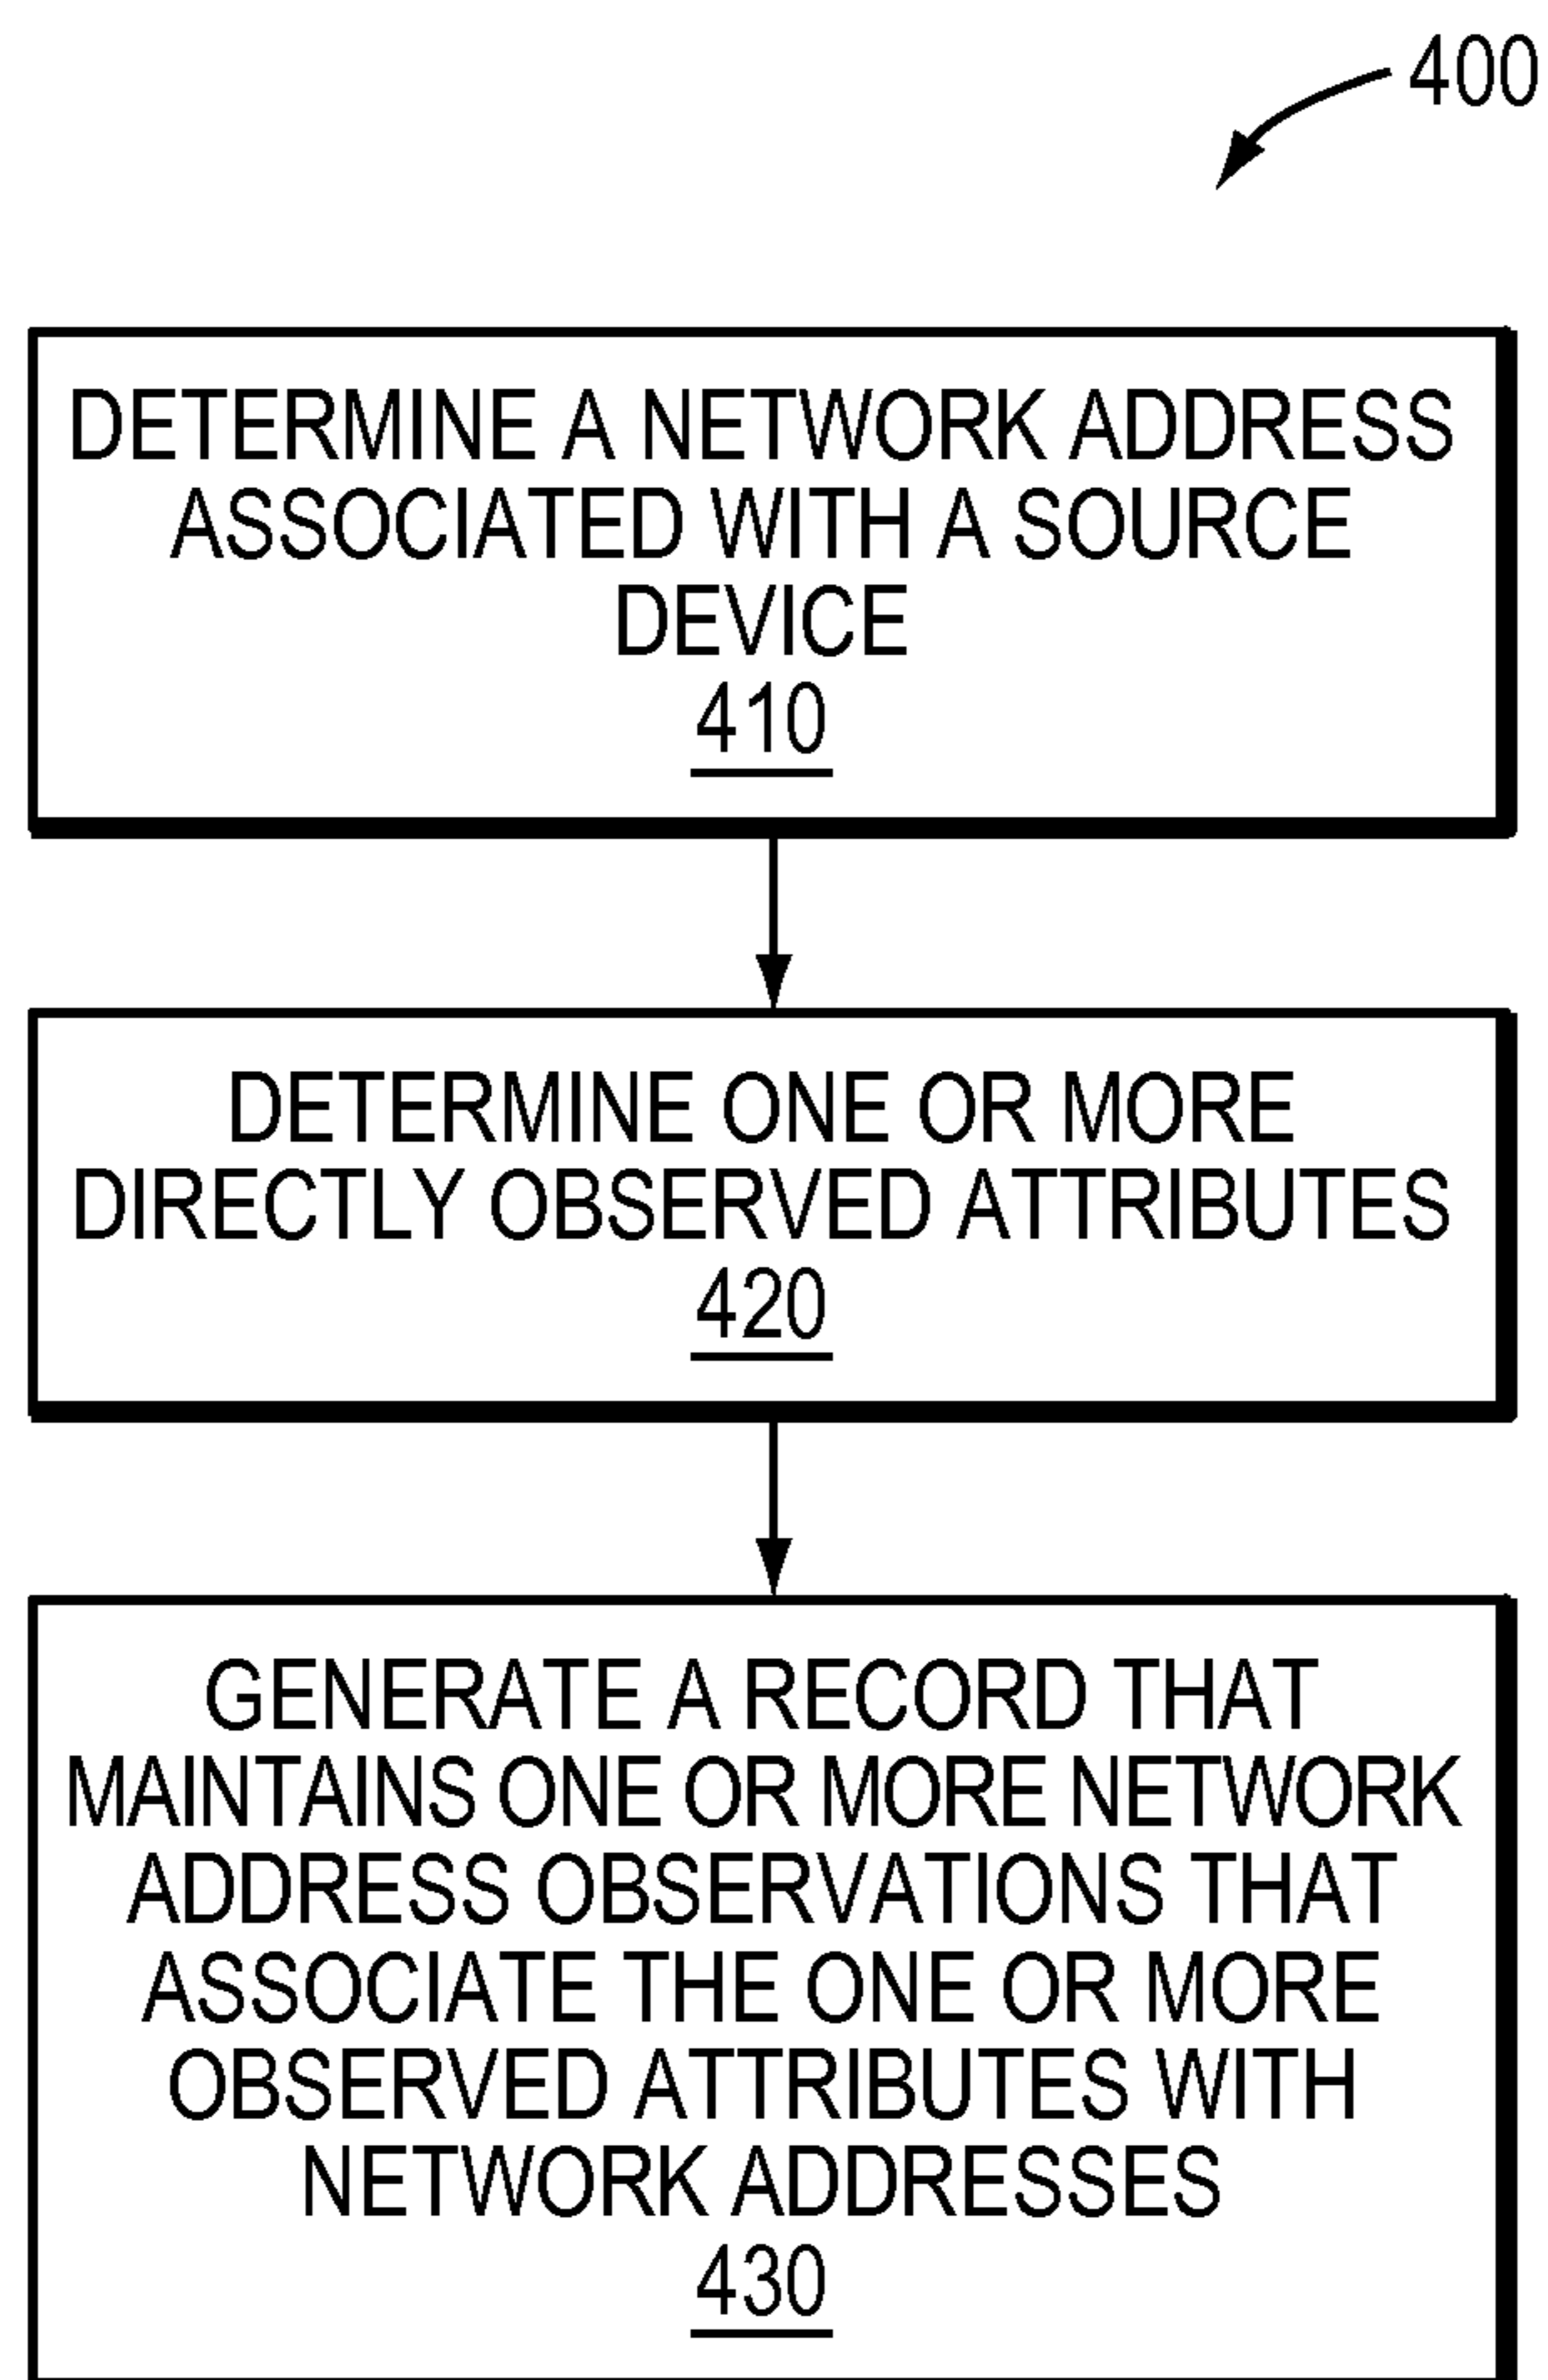 400
DETERMINE A NETWORK ADDRESS
ASSOCIATED WITH A SOURCE
DEVICE
410
DETERMINE ONE OR MORE
DIRECTLY OBSERVED ATTRIBUTES
420
GENERATE A RECORD THAT
MAINTAINS ONE OR MORE NETWORK
ADDRESS OBSERVATIONS THAT
ASSOCIATE THE ONE OR MORE
OBSERVED ATTRIBUTES WITH
NETWORK ADDRESSES
430